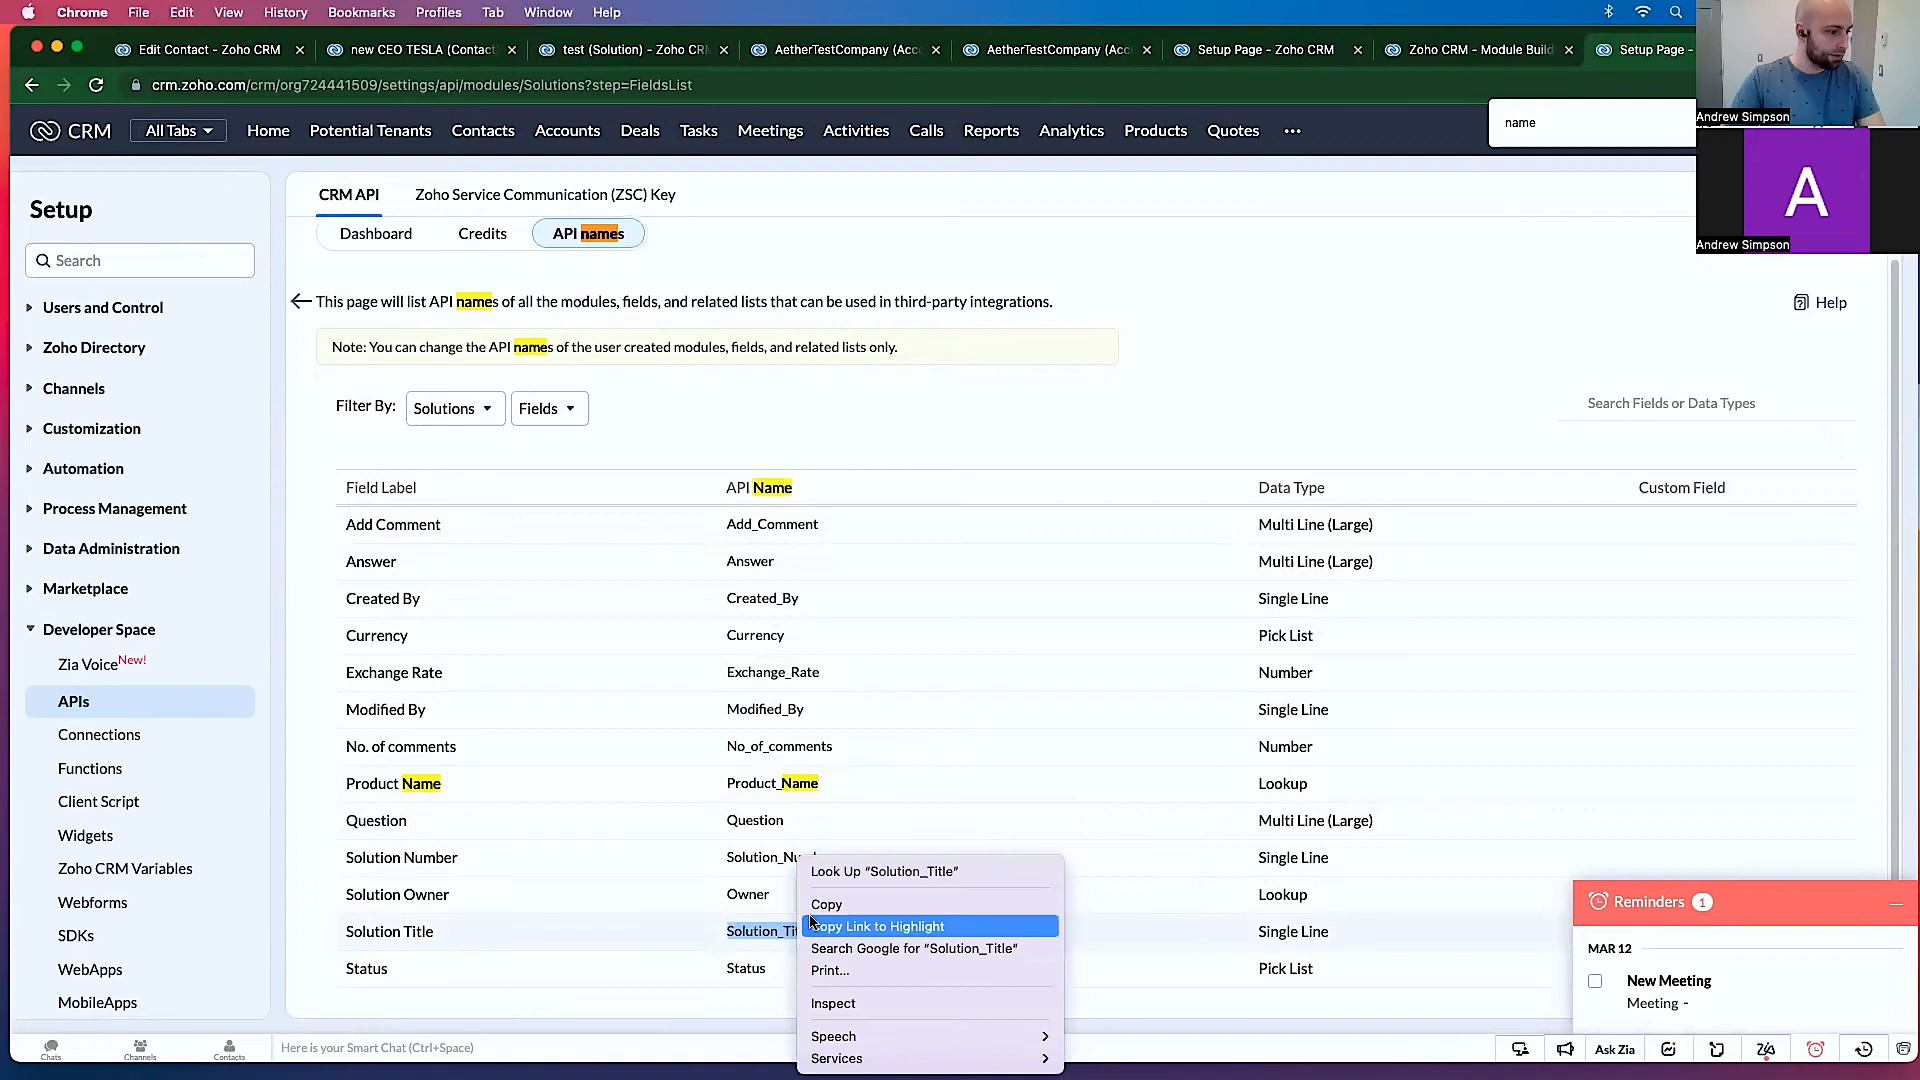 Chrome File Edit View History Bookmarks Profiles Tab Window Help
Edit Contact - Zoho CRM new CEO TESLA (Contact test (Solution) - Zoho CR AetherTestCompany (Acc AetherTestCompany (Acc Setup Page - Zoho CRM Zoho CRM - Module Build Setup Page -
crm.zoho.com/crm/org724441509/settings/api/modules/Solutions?step=FieldsList
CRM All Tabs Home Potential Tenants Contacts Accounts Deals Tasks Meetings Activities Calls Reports Analytics Products Quotes ...
name
Andrew Simpson
A
Andrew Simpson
Setup
Search
Users and Control
Zoho Directory
Channels
Customization
Automation
Process Management
Data Administration
Marketplace
Developer Space
Zia Voice New!
APIs
Connections
Functions
Client Script
Widgets
Zoho CRM Variables
Webforms
SDKs
WebApps
MobileApps
CRM API Zoho Service Communication (ZSC) Key
Dashboard Credits API names
This page will list API names of all the modules, fields, and related lists that can be used in third-party integrations.
Help
Note: You can change the API names of the user created modules, fields, and related lists only.
Filter By: Solutions Fields
Search Fields or Data Types
Field Label API Name Data Type Custom Field
Add Comment Add_Comment Multi Line (Large)
Answer Answer Multi Line (Large)
Created By Created_By Single Line
Currency Currency Pick List
Exchange Rate Exchange_Rate Number
Modified By Modified_By Single Line
No. of comments No_of_comments Number
Product Name Product_Name Lookup
Question Question Multi Line (Large)
Solution Number Solution_Nu Single Line
Solution Owner Owner Lookup
Solution Title Solution_Tit Single Line
Status Status Pick List
Look Up “Solution_Title”
Copy
Copy Link to Highlight
Search Google for “Solution_Title”
Print...
Inspect
Speech
Services
Reminders 1
MAR 12
New Meeting
Meeting -
Chats Channels Contacts
Here is your Smart Chat (Ctrl+Space)
Ask Zia